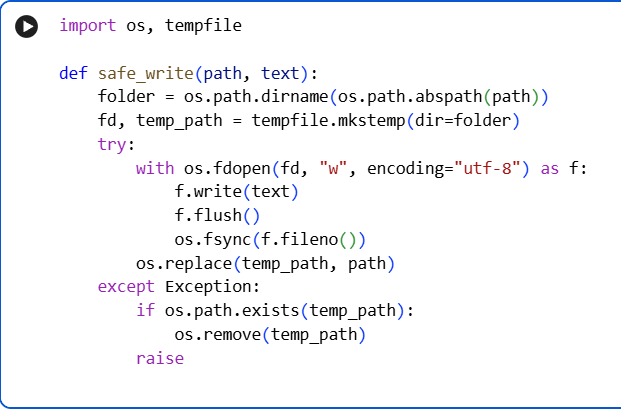 import os, tempfile

def safe_write(path, text):
    folder = os.path.dirname(os.path.abspath(path))
    fd, temp_path = tempfile.mkstemp(dir=folder)
    try:
        with os.fdopen(fd, "w", encoding="utf-8") as f:
            f.write(text)
            f.flush()
            os.fsync(f.fileno())
        os.replace(temp_path, path)
    except Exception:
        if os.path.exists(temp_path):
            os.remove(temp_path)
        raise